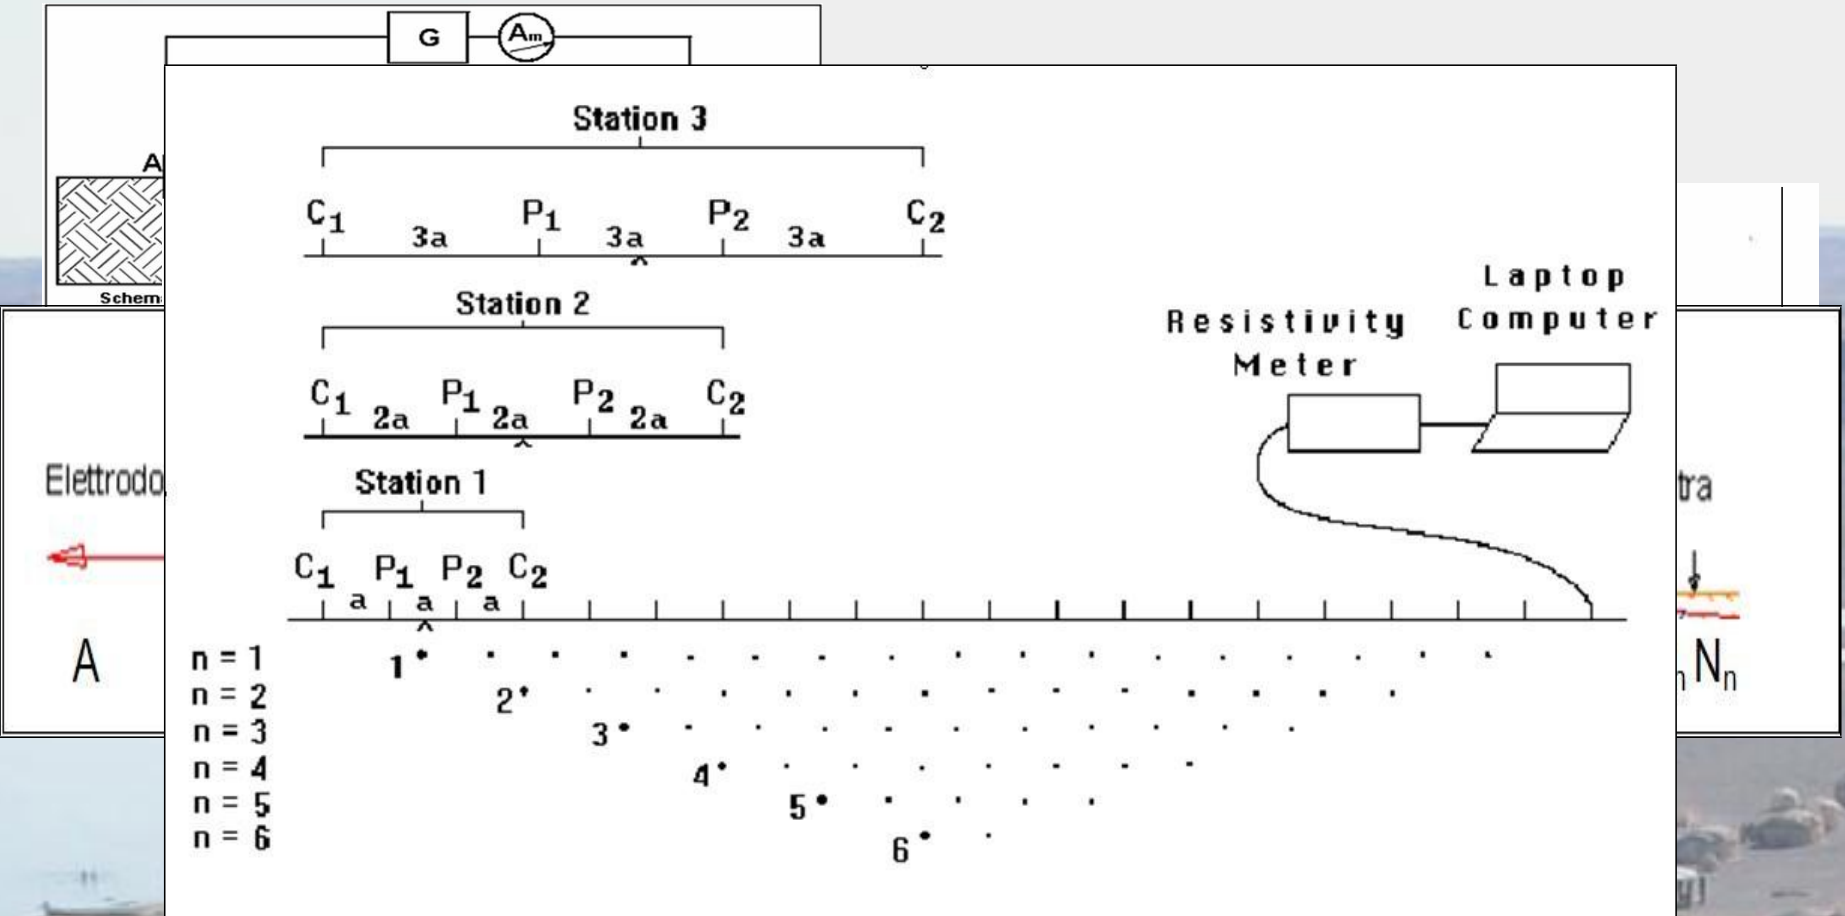 G Am
A
Schem
Station 3
C1 P1 P2 C2
3a 3a 3a
Station 2
C1 P1 P2 C2
2a 2a 2a
Station 1
C1 P1 P2 C2
a a a
Resistivity
Meter
Laptop
Computer
Elettrodo
tra
A
n Nn
n = 1 1
n = 2 2
n = 3 3
n = 4 4
n = 5 5
n = 6 6